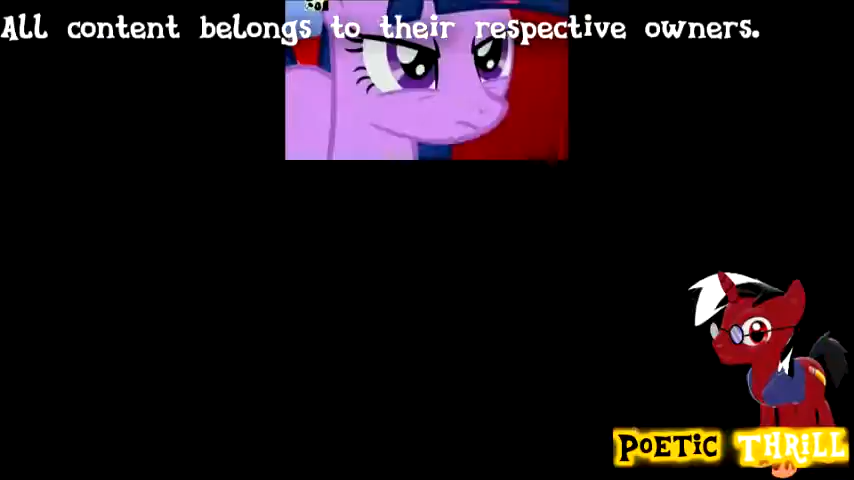 All content belongs to their respective owners.
POETIC THRILL